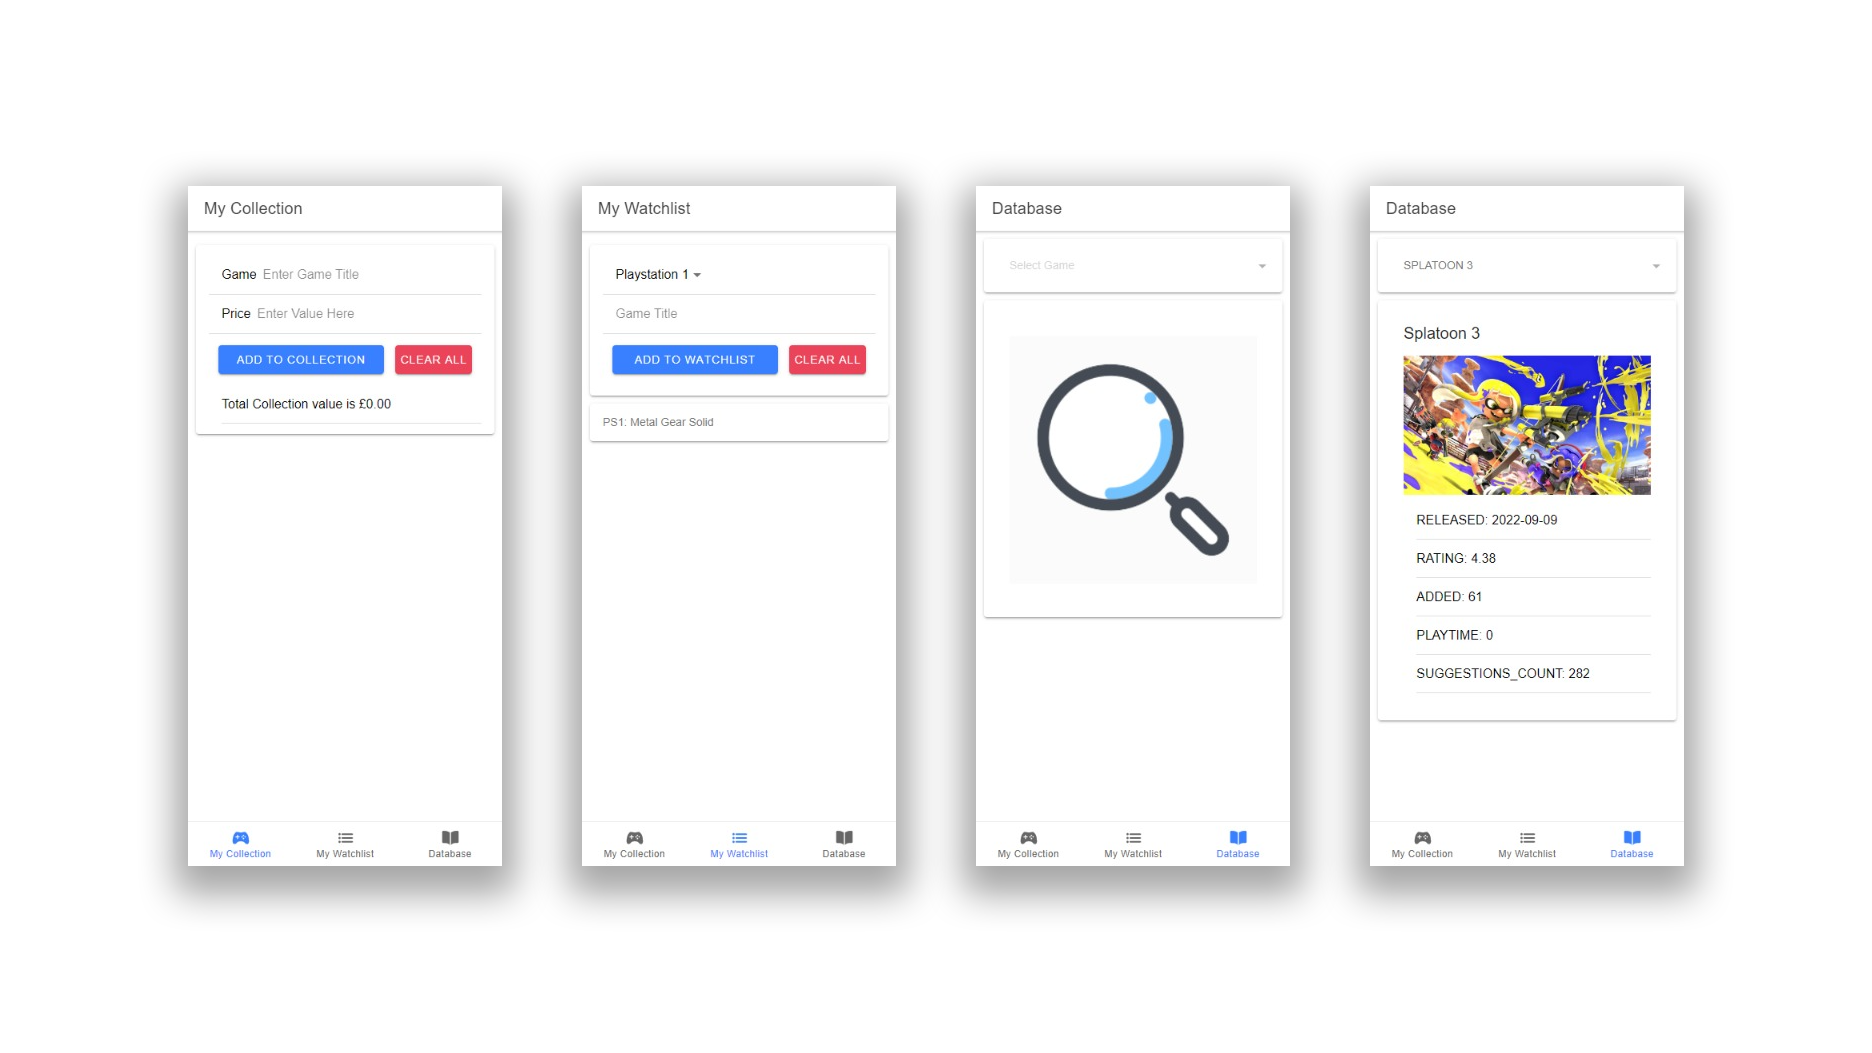 My Collection
Game Enter Game Title
Price Enter Value Here
ADD TO COLLECTION CLEAR ALL
Total Collection value is £0.00
My Collection My Watchlist Database
My Watchlist
Playstation 1
Game Title
ADD TO WATCHLIST CLEAR ALL
PS1: Metal Gear Solid
My Collection My Watchlist Database
Database
Select Game
My Collection My Watchlist Database
Database
SPLATOON 3
Splatoon 3
RELEASED: 2022-09-09
RATING: 4.38
ADDED: 61
PLAYTIME: 0
SUGGESTIONS_COUNT: 282
My Collection My Watchlist Database